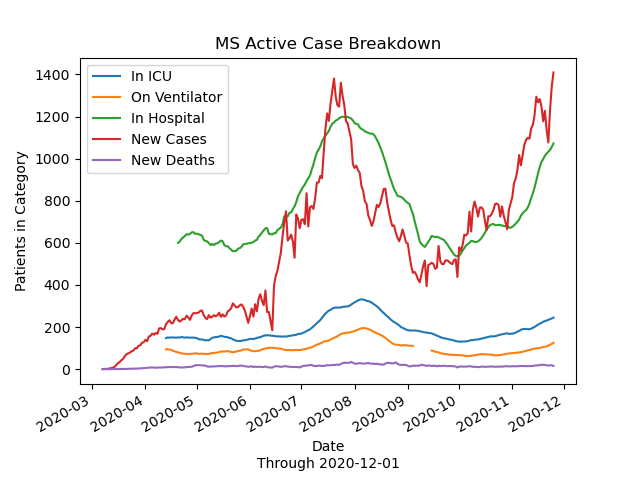 MS Active Case Breakdown
In ICU
On Ventilator
In Hospital
New Cases
New Deaths
Patients in Category
1400
1200
1000
800
600
400
200
0
2020-03
2020-04
2020-05
2020-06
2020-07
2020-08
2020-09
2020-10
2020-11
2020-12
Date
Through 2020-12-01